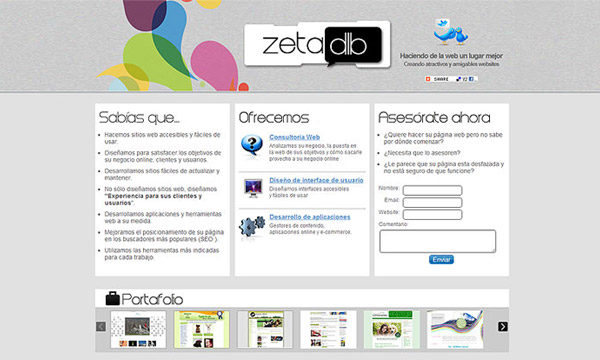 zeta dlb
Haciendo de la web un lugar mejor
Creando atractivos y amigables websites
SHARE
Sabías que...
Hacemos sitios web accesibles y fáciles de
usar.
Diseñamos para satisfacer los objetivos de
su negocio online, clientes y usuarios.
Desarrollamos sitios fáciles de actualizar y
mantener.
No sólo diseñamos sitios web, diseñamos
"Experiencia para sus clientes y
usuarios".
Desarrollamos aplicaciones y herramientas
web a su medida.
Mejoramos el posicionamiento de su página
en los buscadores más populares (SEO ).
Utilizamos las herramientas más indicadas
para cada trabajo.
Ofrecemos
Consultoría Web
Analizamos su negocio, la puesta en
la web de sus objetivos y cómo sacarle
provecho a su negocio online
Diseño de interface de usuario
Diseñamos interfaces accesibles
y fáciles de usar.
Desarrollo de aplicaciones
Gestores de contenido,
aplicaciones online y e-commerce.
Asesórate ahora
¿Quiere hacer su página web pero no sabe
por dónde comenzar?
¿Necesita que lo asesoren?
¿Le parece que su página esta desfazada y
no está seguro de que funcione?
Nombre:
Email:
Website:
Comentario:
Enviar
Portafolio